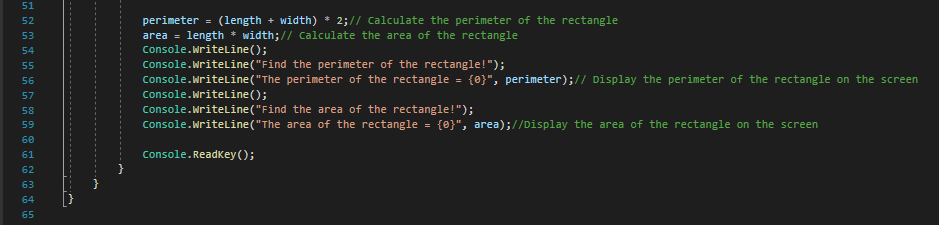 51
52 perimeter = (length + width) * 2;// Calculate the perimeter of the rectangle
53 area = length * width;// Calculate the area of the rectangle
54 Console.WriteLine();
55 Console.WriteLine("Find the perimeter of the rectangle!");
56 Console.WriteLine("The perimeter of the rectangle = {0}", perimeter);// Display the perimeter of the rectangle on the screen
57 Console.WriteLine();
58 Console.WriteLine("Find the area of the rectangle!");
59 Console.WriteLine("The area of the rectangle = {0}", area);//Display the area of the rectangle on the screen
60
61 Console.ReadKey();
62 }
63 }
64 }
65